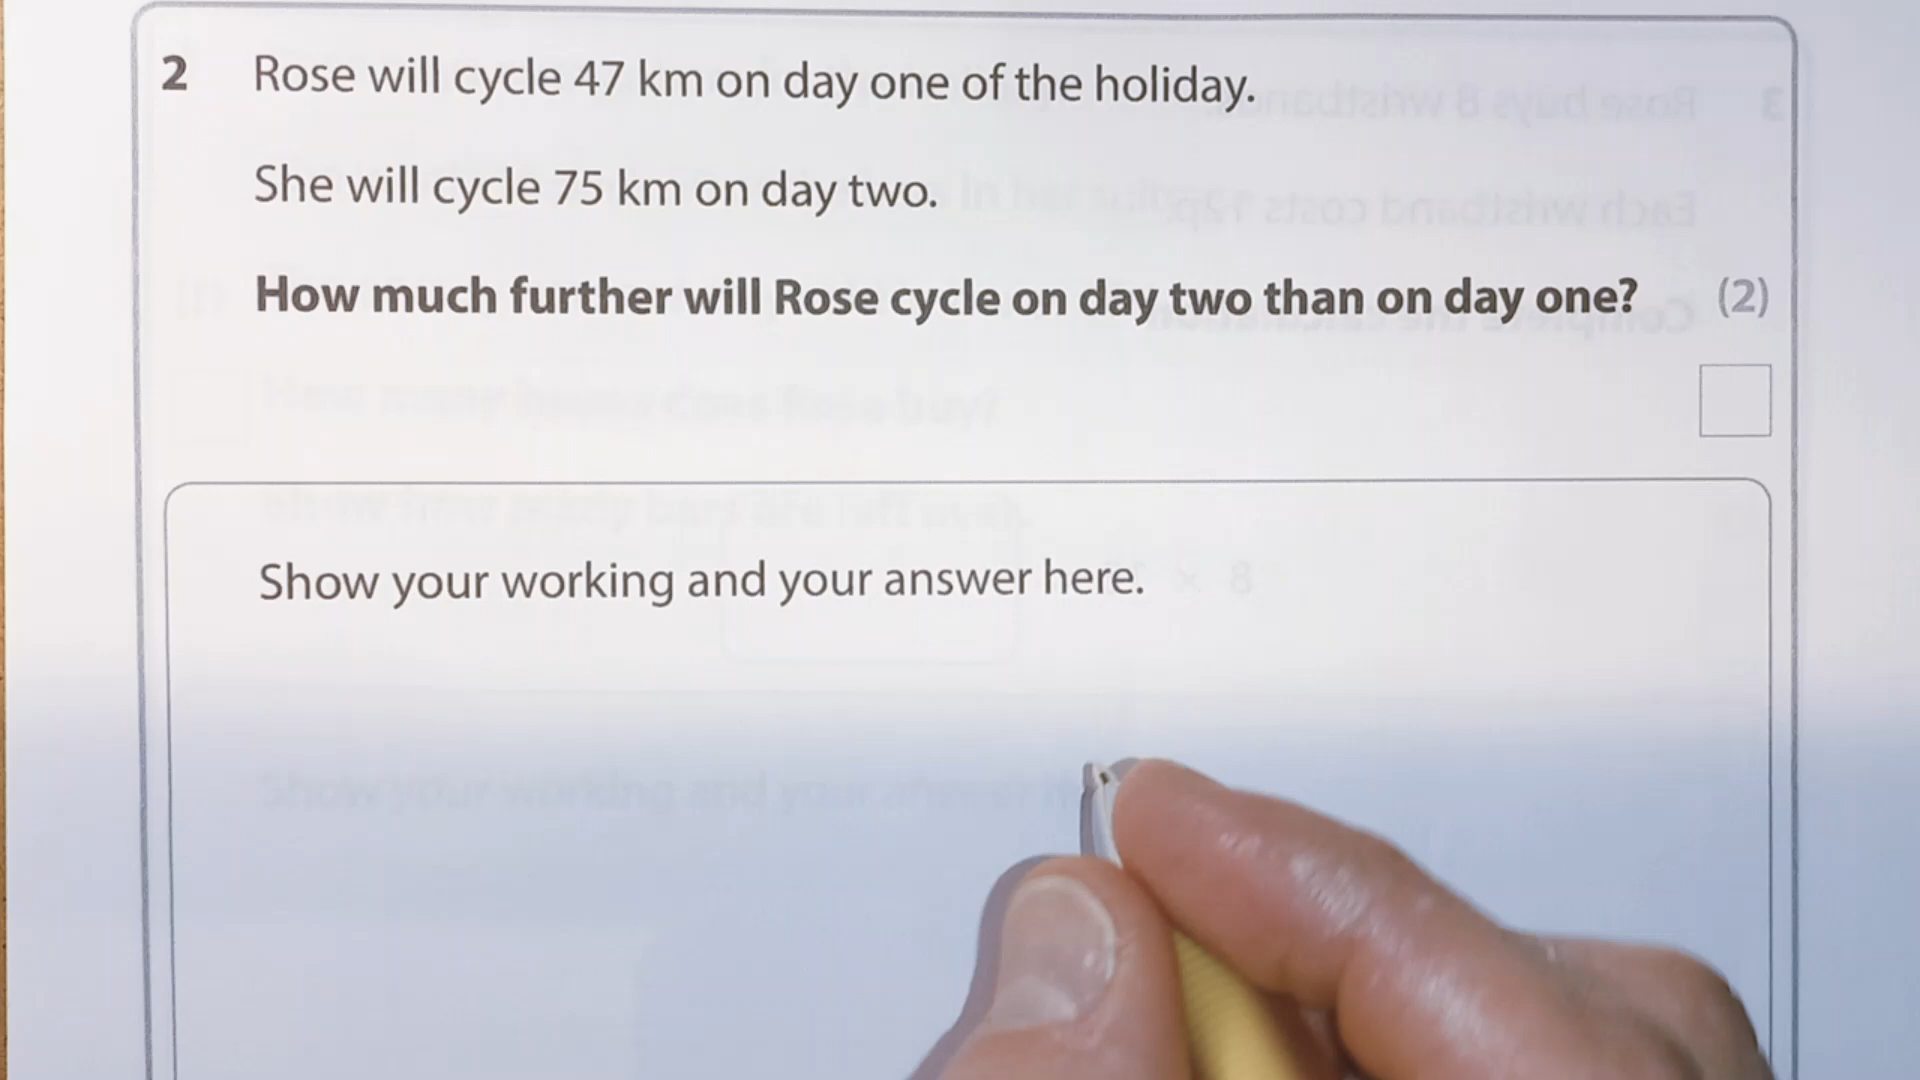 2 Rose will cycle 47 km on day one of the holiday.
She will cycle 75 km on day two.
How much further will Rose cycle on day two than on day one? (2)
Show your working and your answer here.